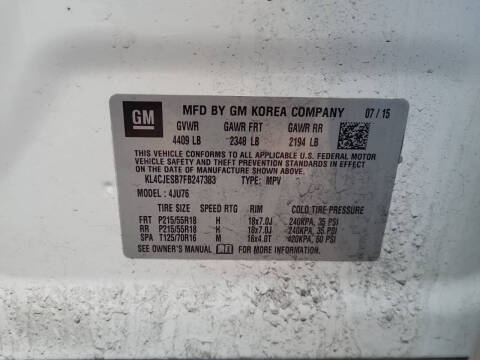 GM
MFD BY GM KOREA COMPANY 07 / 15
GVWR GAWR FRT GAWR RR
4409 LB 2348 LB 2194 LB
THIS VEHICLE CONFORMS TO ALL APPLICABLE U.S. FEDERAL MOTOR
VEHICLE SAFETY, BUMPER, AND THEFT PREVENTION STANDARDS IN EFFECT
ON THE DATE OF MANUFACTURE SHOWN ABOVE.
KL4CJESB7FB247383 TYPE: MPV
MODEL : 4JU76
TIRE SIZE SPEED RTG RIM
FRT P215/55R18 H 18x7.0J 240KPA, 35 PSI
RR P215/55R18 H 18x7.0J 240KPA, 35 PSI
SPA T125/70R16 M 16x4.0T 420KPA, 60 PSI
SEE OWNER'S MANUAL FOR MORE INFORMATION.